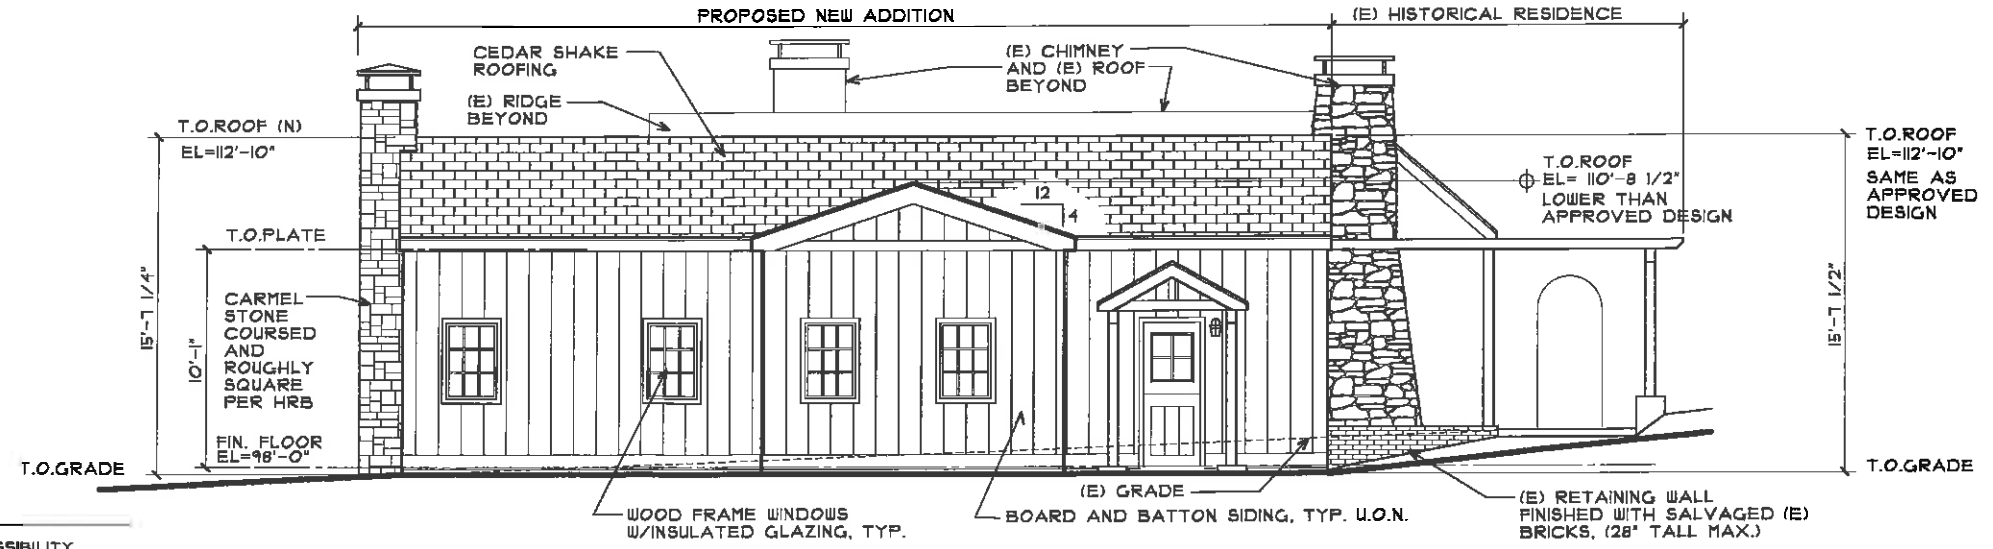 PROPOSED NEW ADDITION
(E) HISTORICAL RESIDENCE
CEDAR SHAKE
ROOFING
(E) CHIMNEY
AND (E) ROOF
BEYOND
(E) RIDGE
BEYOND
T.O.ROOF (N)
EL=112'-10"
T.O.ROOF
EL=112'-10"
SAME AS
APPROVED
DESIGN
T.O.ROOF
EL= 110'-8 1/2"
LOWER THAN
APPROVED DESIGN
12
4
T.O.PLATE
15'-7 1/4"
10'-1"
CARMEL
STONE
COURSED
AND
ROUGHLY
SQUARE
PER HRB
15'-7 1/2"
FIN. FLOOR
EL=98'-0"
T.O.GRADE
T.O.GRADE
(E) GRADE
WOOD FRAME WINDOWS
W/INSULATED GLAZING, TYP.
BOARD AND BATTON SIDING, TYP. U.O.N.
(E) RETAINING WALL
FINISHED WITH SALVAGED (E)
BRICKS, (28" TALL MAX.)